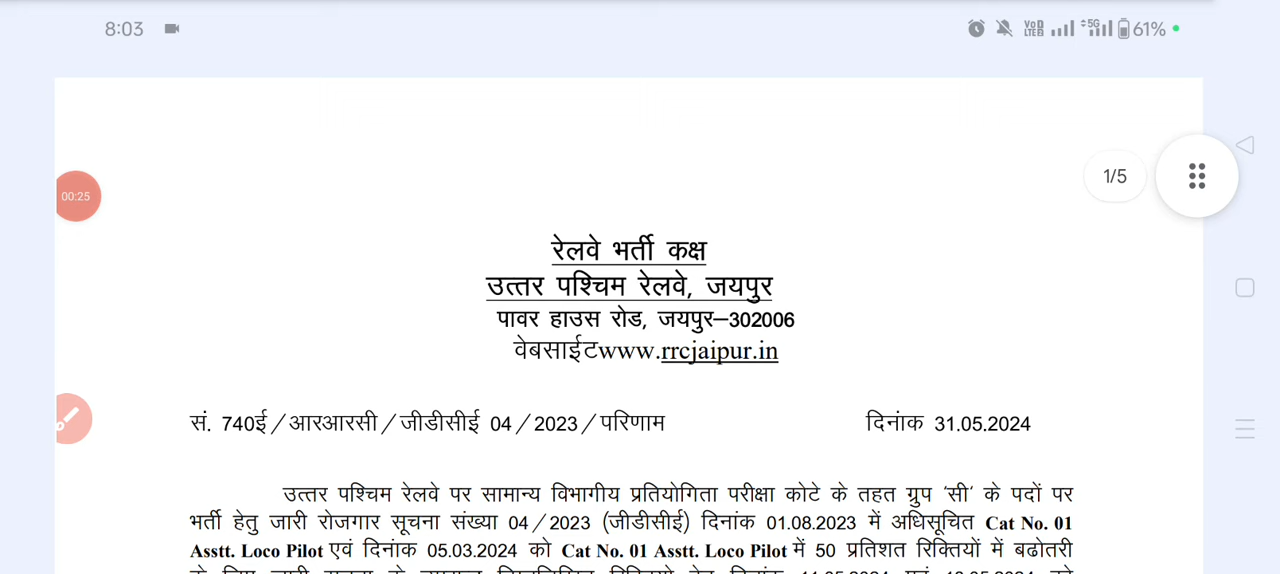 8:03
VoD LTE2 5G 61%
00:25
1/5
रेलवे भर्ती कक्ष
उत्तर पश्चिम रेलवे, जयपुर
पावर हाउस रोड, जयपुर–302006
वेबसाईटwww.rrcjaipur.in
सं. 740ई/आरआरसी/जीडीसीई 04/2023/परिणाम दिनांक 31.05.2024
उत्तर पश्चिम रेलवे पर सामान्य विभागीय प्रतियोगिता परीक्षा कोटे के तहत ग्रुप 'सी' के पदों पर
भर्ती हेतु जारी रोजगार सूचना संख्या 04/2023 (जीडीसीई) दिनांक 01.08.2023 में अधिसूचित Cat No. 01
Asstt. Loco Pilot एवं दिनांक 05.03.2024 को Cat No. 01 Asstt. Loco Pilot में 50 प्रतिशत रिक्तियों में बढोतरी